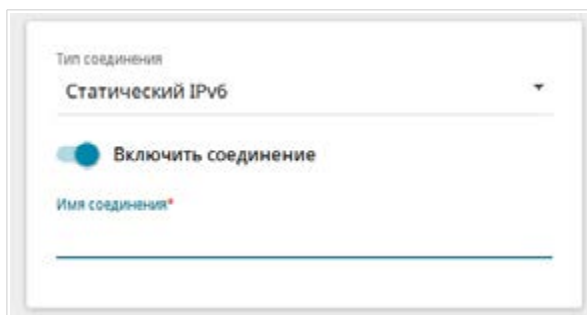 Тип соединения
Статический IPv6
Включить соединение
Имя соединения*